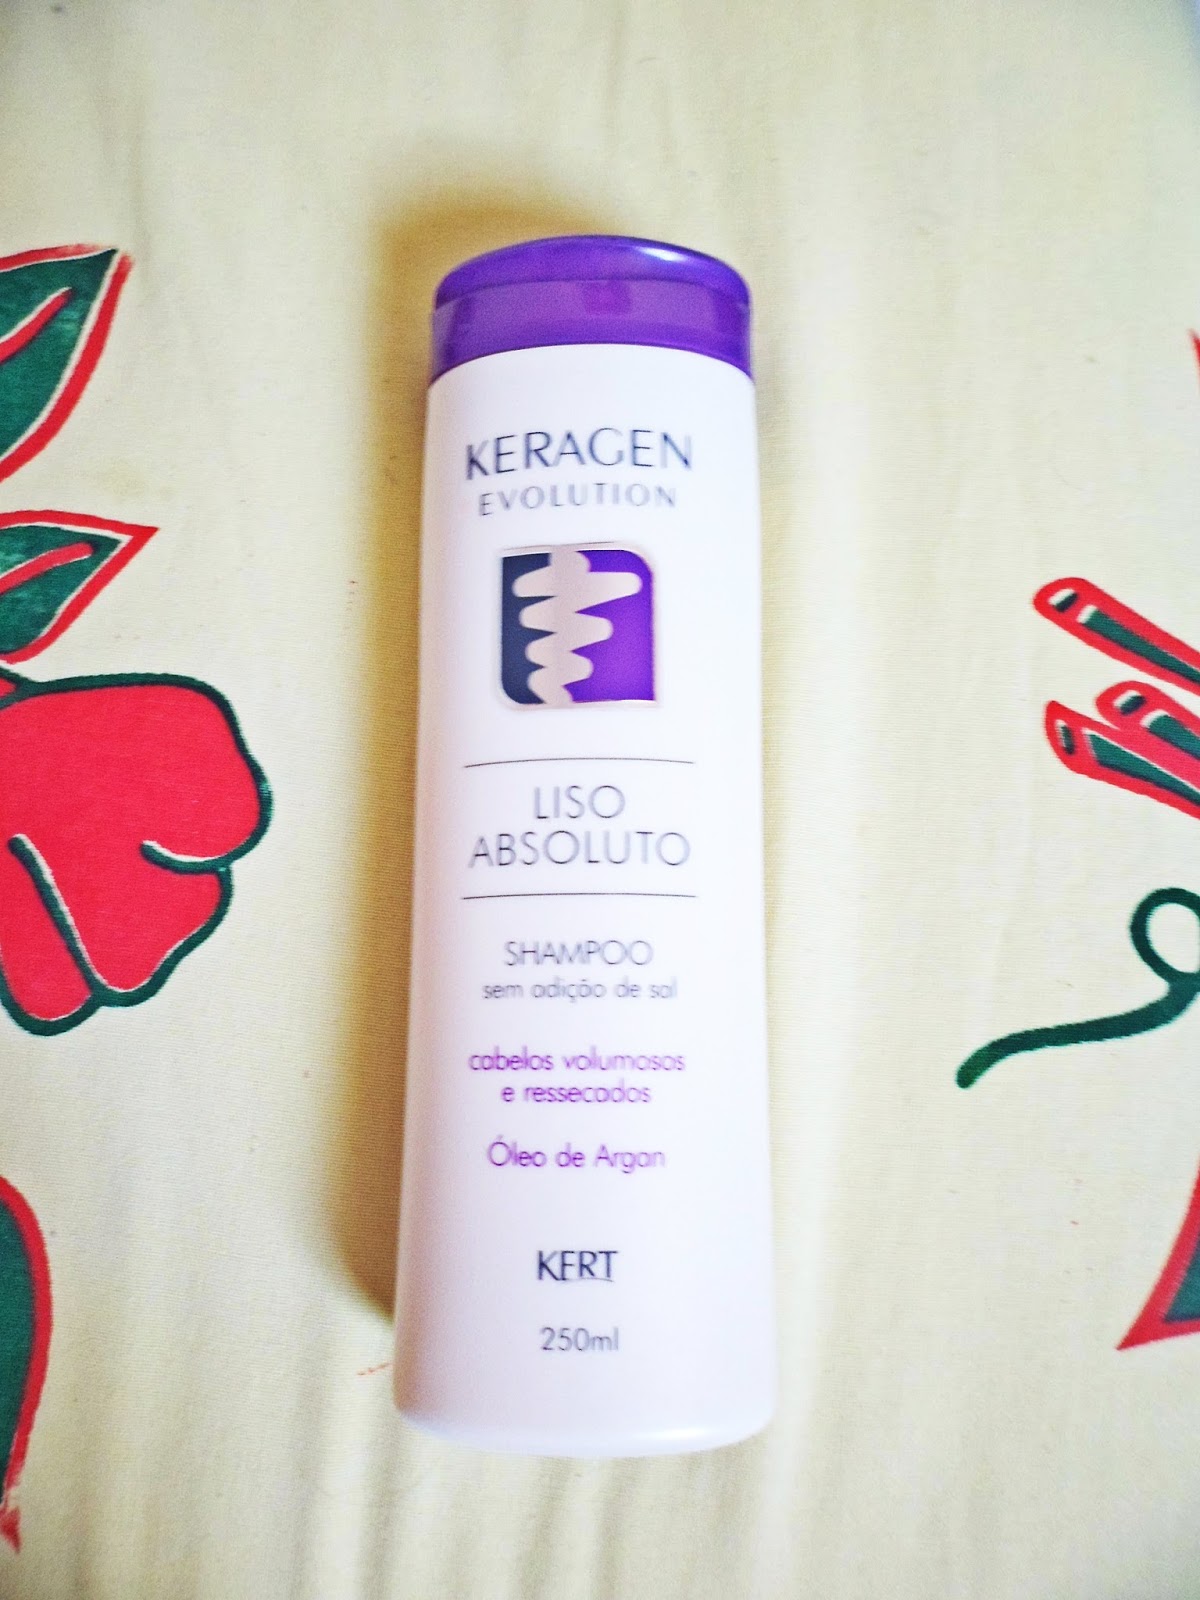 KERAGEN
EVOLUTION
LISO
ABSOLUTO
SHAMPOO
sem adição de sal
cabelos volumosos
e ressecados
Óleo de Argan
KERT
250ml